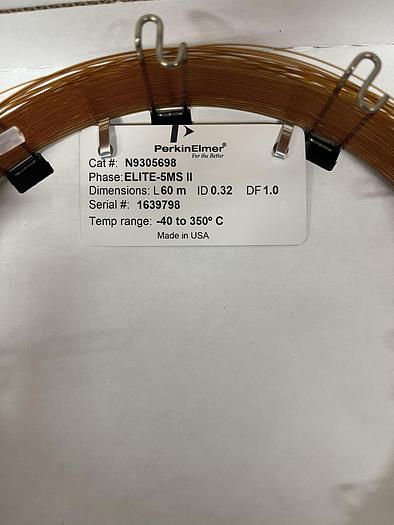 PerkinElmer®
For the Better
Cat #: N9305698
Phase: ELITE-5MS II
Dimensions: L 60 m ID 0.32 DF 1.0
Serial #: 1639798
Temp range: -40 to 350º C
Made in USA